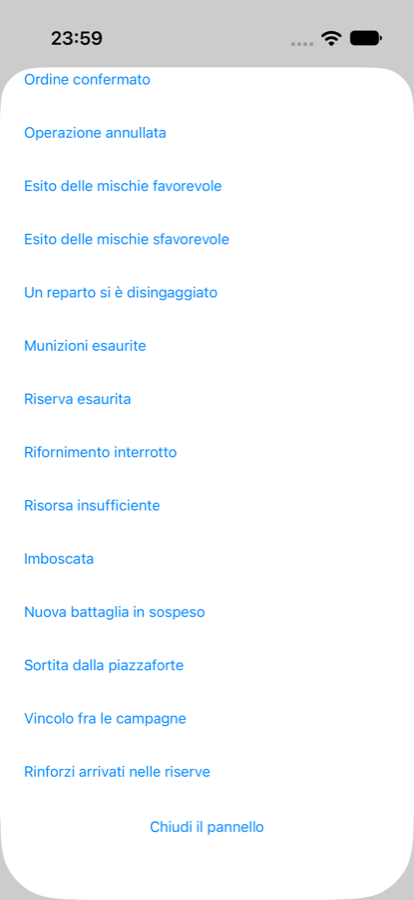 23:59
Ordine confermato
Operazione annullata
Esito delle mischie favorevole
Esito delle mischie sfavorevole
Un reparto si è disingaggiato
Munizioni esaurite
Riserva esaurita
Rifornimento interrotto
Risorsa insufficiente
Imboscata
Nuova battaglia in sospeso
Sortita dalla piazzaforte
Vincolo fra le campagne
Rinforzi arrivati nelle riserve
Chiudi il pannello